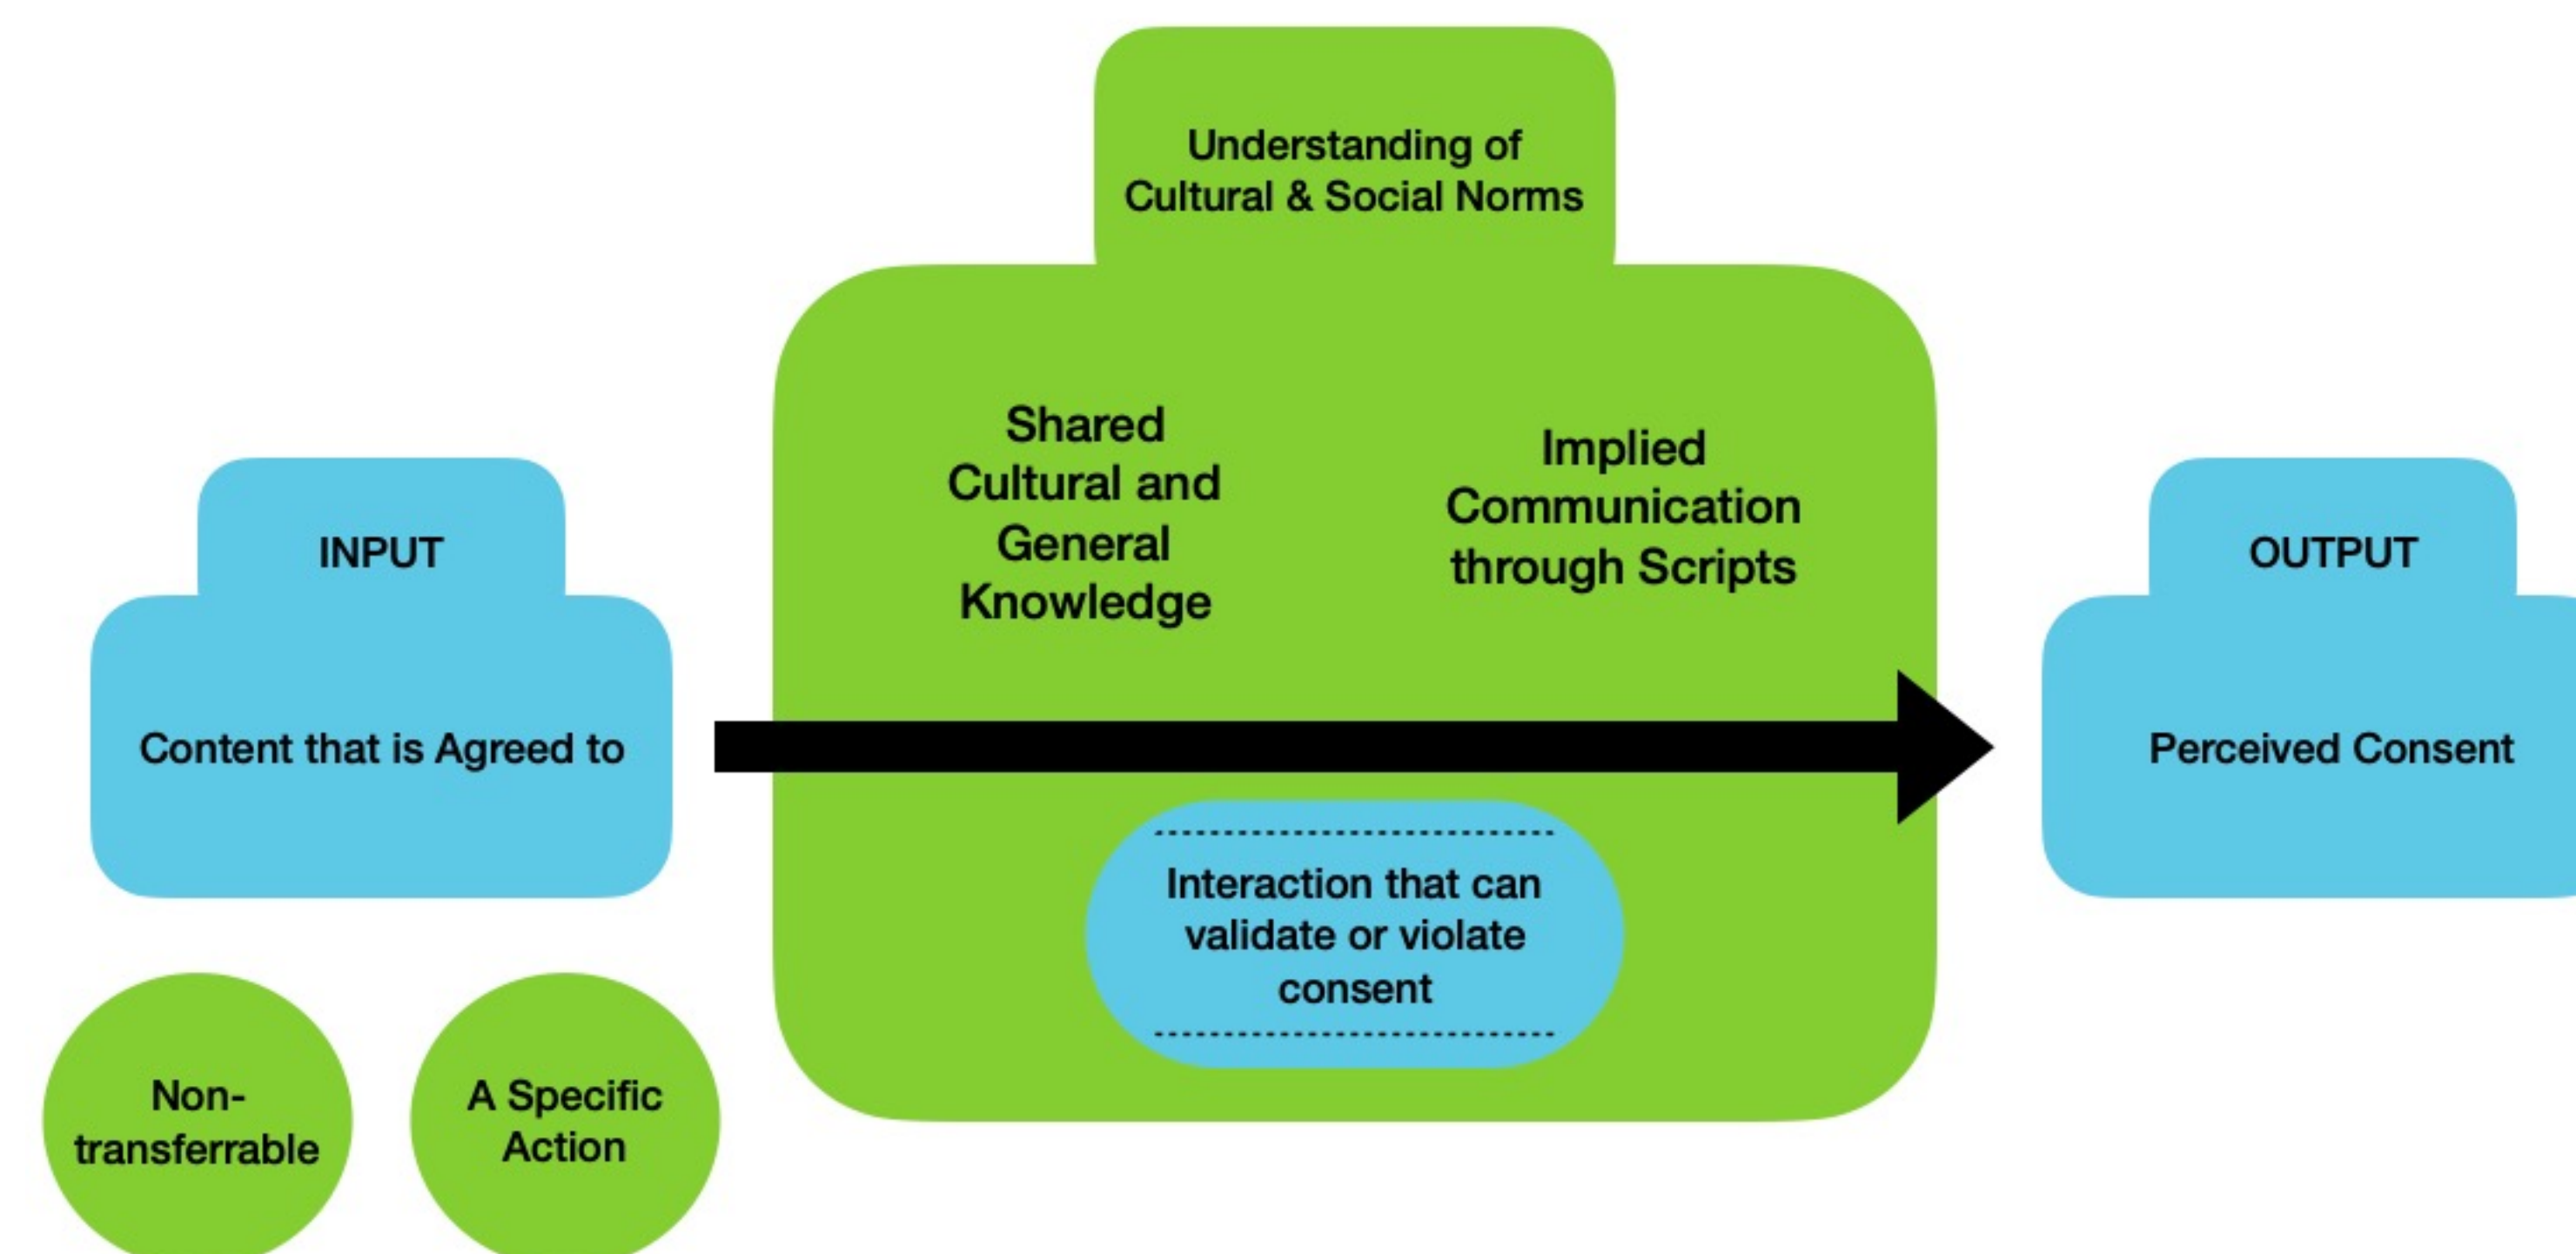 Understanding of
Cultural & Social Norms
Shared
Cultural and
General
Knowledge
Implied
Communication
through Scripts
INPUT
Content that is Agreed to
OUTPUT
Perceived Consent
Interaction that can
validate or violate
consent
Non-
transferrable
A Specific
Action